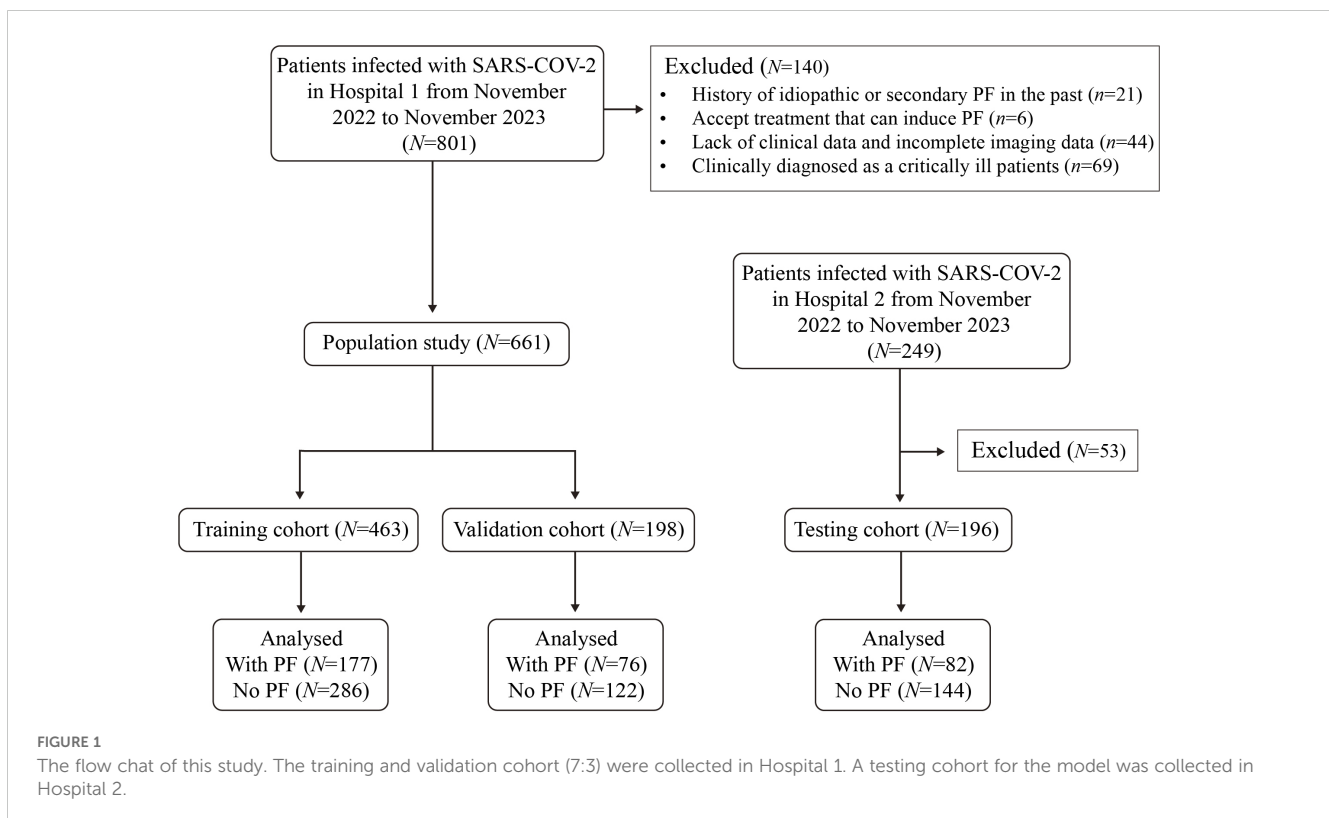 Patients infected with SARS-COV-2
in Hospital 1 from November
2022 to November 2023
(N=801)
Excluded (N=140)
• History of idiopathic or secondary PF in the past (n=21)
• Accept treatment that can induce PF (n=6)
• Lack of clinical data and incomplete imaging data (n=44)
• Clinically diagnosed as a critically ill patients (n=69)
Population study (N=661)
Patients infected with SARS-COV-2
in Hospital 2 from November
2022 to November 2023
(N=249)
Excluded (N=53)
Training cohort (N=463)
Validation cohort (N=198)
Testing cohort (N=196)
Analysed
With PF (N=177)
No PF (N=286)
Analysed
With PF (N=76)
No PF (N=122)
Analysed
With PF (N=82)
No PF (N=144)
FIGURE 1
The flow chat of this study. The training and validation cohort (7:3) were collected in Hospital 1. A testing cohort for the model was collected in
Hospital 2.